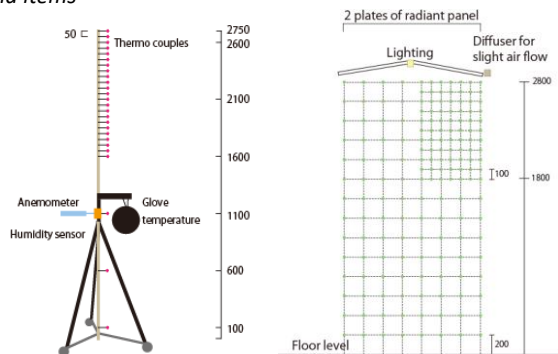 50
Thermo couples
2750
2600
2100
1600
Anemometer
Glove
temperature
Humidity sensor
1100
600
100
2 plates of radiant panel
Lighting
Diffuser for
slight air flow
2800
100
1800
Floor level
200